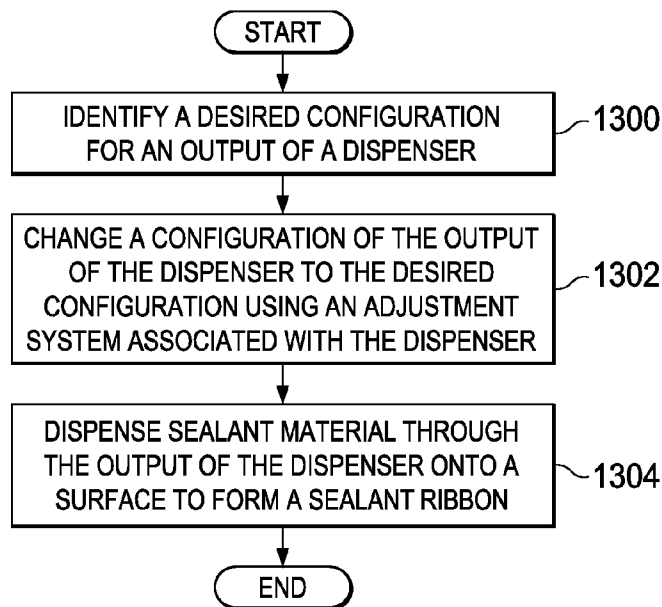 START
IDENTIFY A DESIRED CONFIGURATION
FOR AN OUTPUT OF A DISPENSER
1300
CHANGE A CONFIGURATION OF THE OUTPUT
OF THE DISPENSER TO THE DESIRED
CONFIGURATION USING AN ADJUSTMENT
SYSTEM ASSOCIATED WITH THE DISPENSER
1302
DISPENSE SEALANT MATERIAL THROUGH
THE OUTPUT OF THE DISPENSER ONTO A
SURFACE TO FORM A SEALANT RIBBON
1304
END